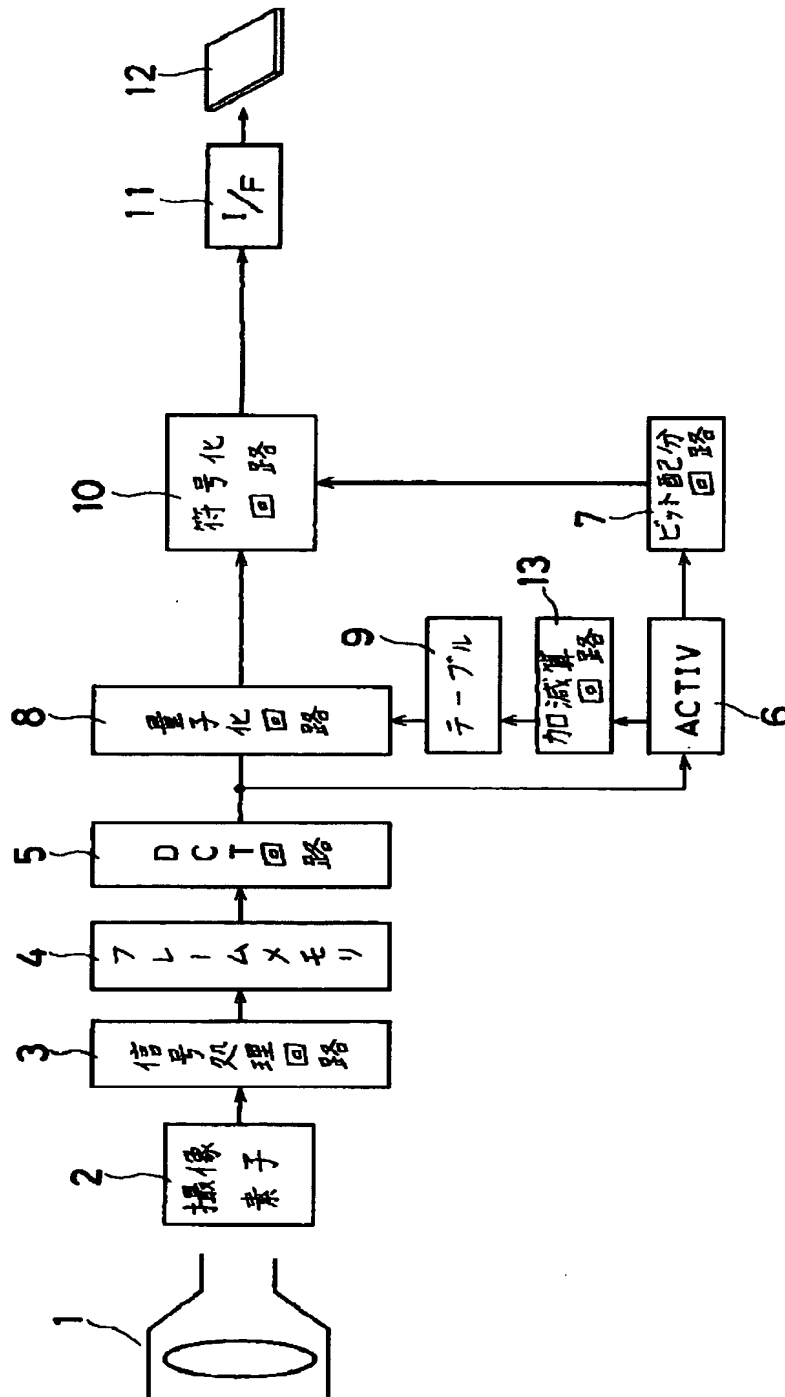 1
2
撮像
素子
3
信号処理回路
4
フレームメモリ
5
DCT回路
8
量子化回路
9
テーブル
13
加減算
回路
ACTIV
6
7
ビット配分
回路
10
符号化
回路
11
I/F
12